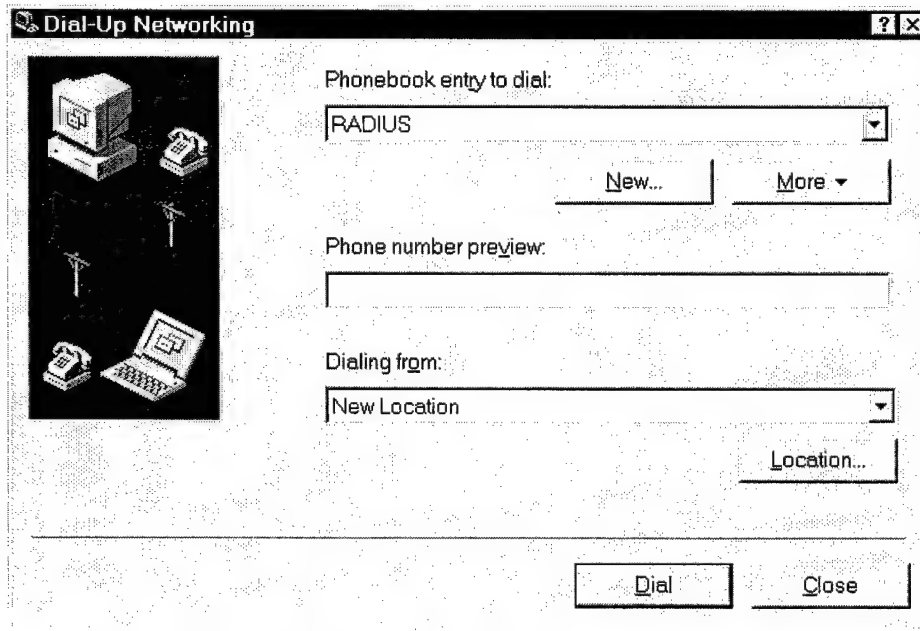 Dial-Up Networking
Phonebook entry to dial:
RADIUS
New... More
Phone number preview:
Dialing from:
New Location
Location...
Dial Close